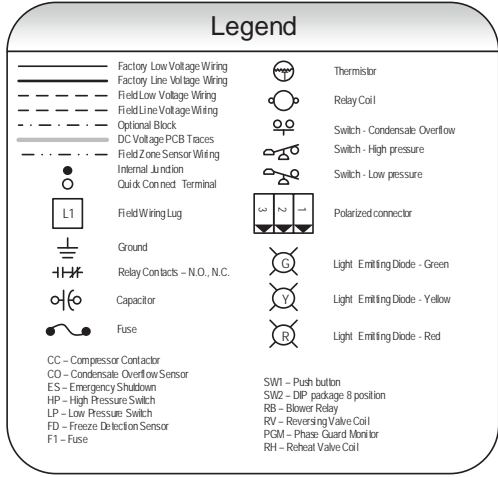 Legend
Factory Low Voltage Wiring
Factory Line Voltage Wiring
Field Low Voltage Wiring
Field Line Voltage Wiring
Optional Block
DC Voltage PCB Traces
Field Zone Sensor Wiring
Internal Junction
Quick Connect Terminal
L1
Field Wiring Lug
Ground
Relay Contacts – N.O., N.C.
Capacitor
Fuse
Thermistor
Relay Coil
Switch - Condensate Overflow
Switch - High pressure
Switch - Low pressure
3 2 1
Polarized connector
G
Light Emitting Diode - Green
Y
Light Emitting Diode - Yellow
R
Light Emitting Diode - Red
CC – Compressor Contactor
CO – Condensate Overflow Sensor
ES – Emergency Shutdown
HP – High Pressure Switch
LP – Low Pressure Switch
FD – Freeze Detection Sensor
F1 – Fuse
SW1 – Push button
SW2 – DIP package 8 position
RB – Blower Relay
RV – Reversing Valve Coil
PGM – Phase Guard Monitor
RH – Reheat Valve Coil